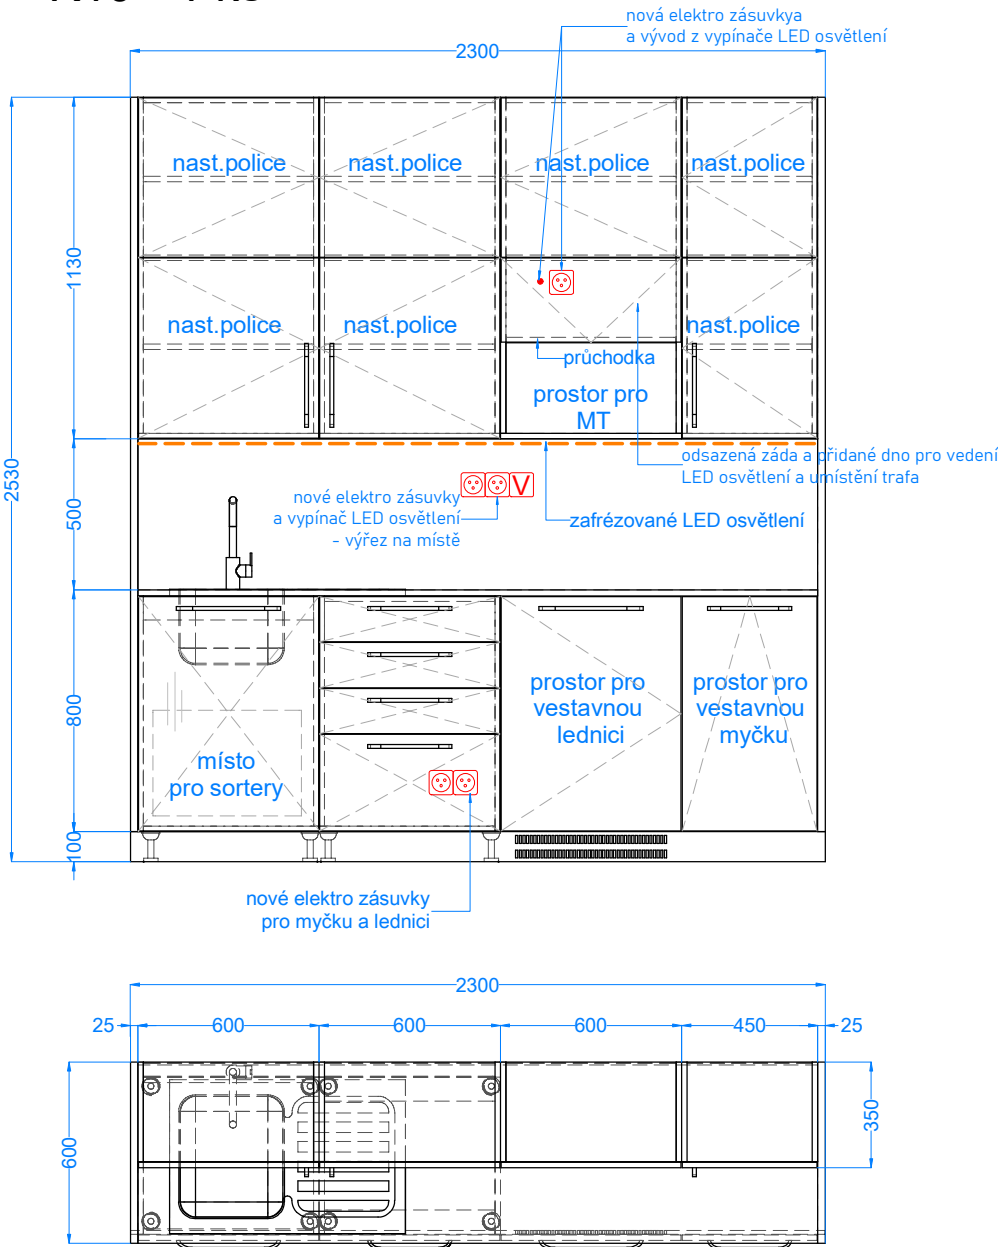 nová elektro zásuvkya
a vývod z vypínače LED osvětlení
2300
nast.police
nast.police
nast.police
nast.police
1130
nast.police
nast.police
nast.police
průchodka
prostor pro
MT
2530
odsazená záda a přidané dno pro vedení
LED osvětlení a umístění trafa
500
nové elektro zásuvky
a vypínač LED osvětlení
- výřez na místě
V
zafrézované LED osvětlení
800
prostor pro
vestavnou
lednici
prostor pro
vestavnou
myčku
místo
pro sortery
100
nové elektro zásuvky
pro myčku a lednici
2300
25
600
600
600
450
25
600
350